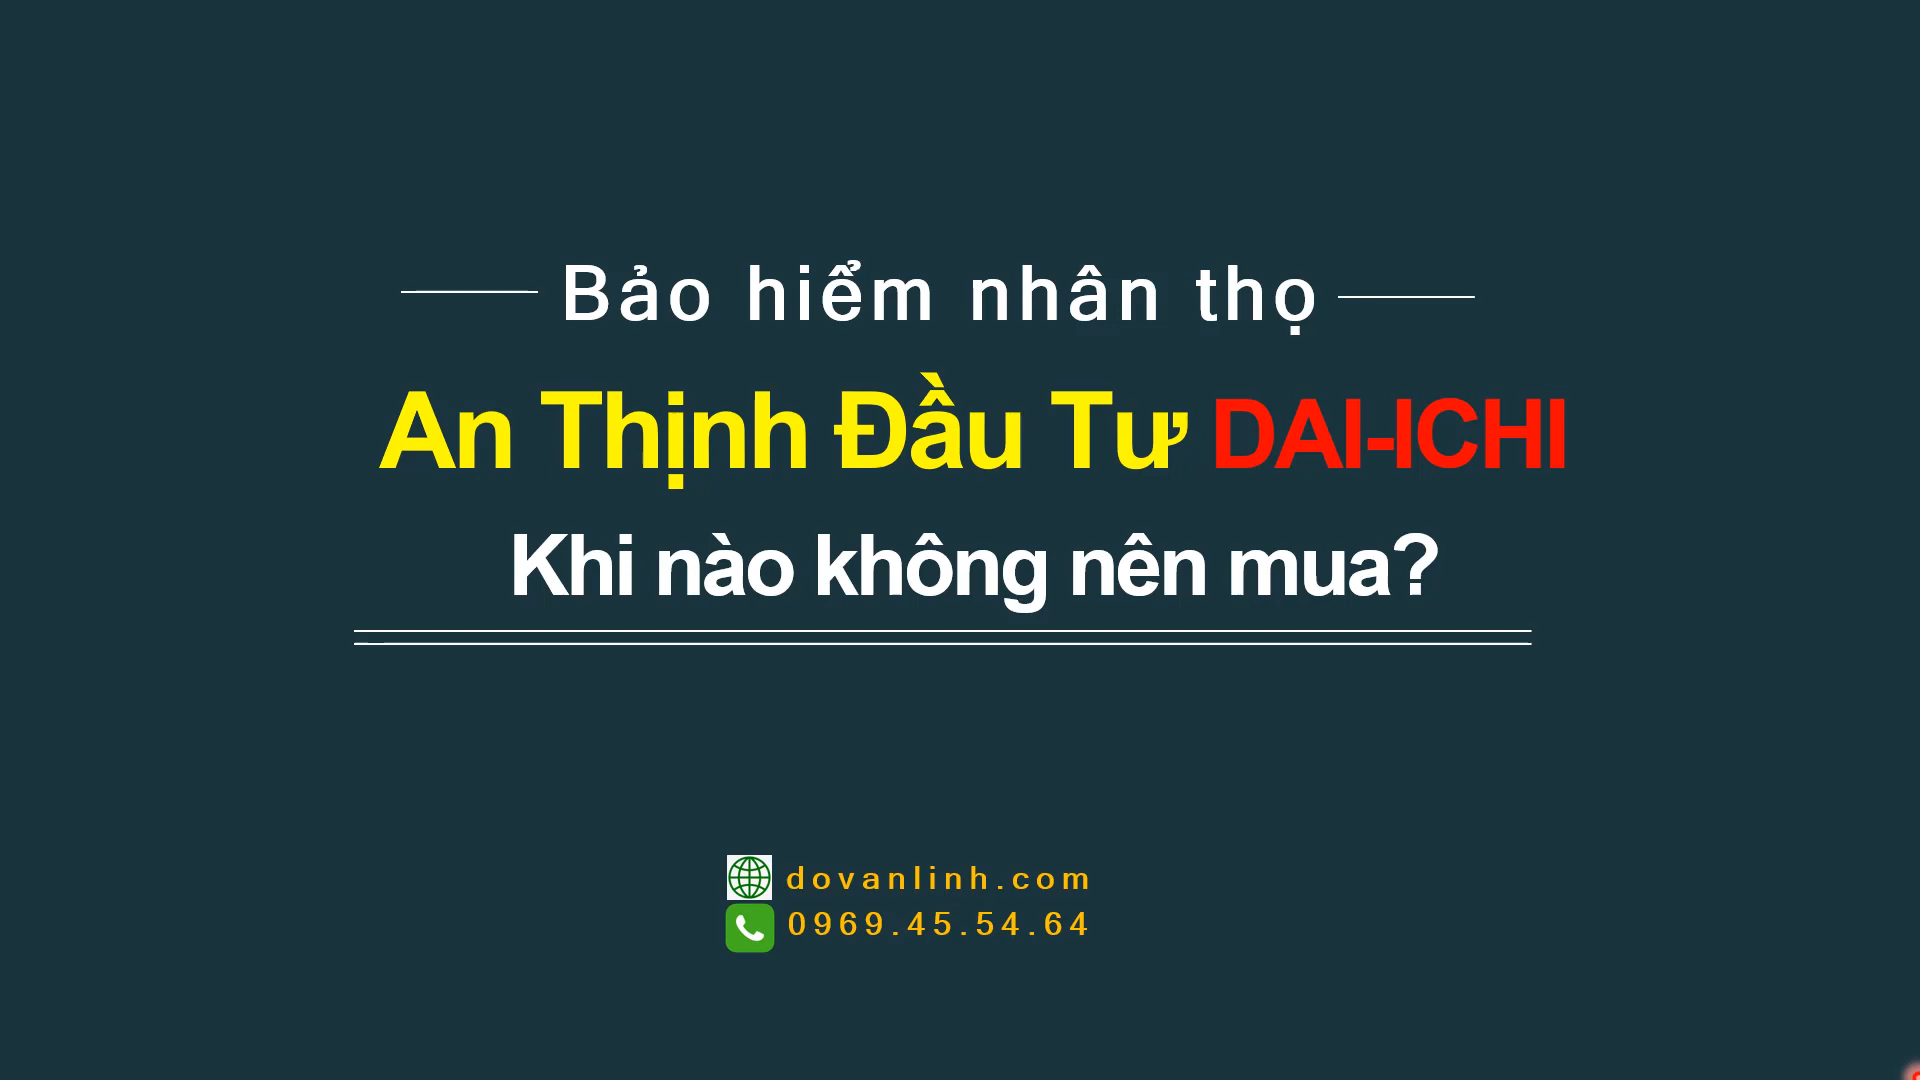 Bảo hiểm nhân thọ
An Thịnh Đầu Tư DAI-ICHI
Khi nào không nên mua?
dovanlinh.com
0969.45.54.64